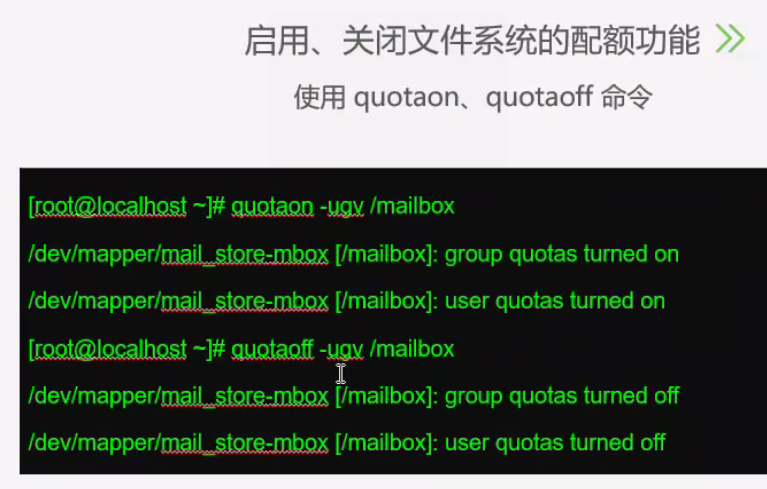 启用、关闭文件系统的配额功能
使用 quotaon、quotaoff 命令
[root@localhost ~]# quotaon -ugv /mailbox
/dev/mapper/mail_store-mbox [/mailbox]: group quotas turned on
/dev/mapper/mail_store-mbox [/mailbox]: user quotas turned on
[root@localhost ~]# quotaoff -ugv /mailbox
/dev/mapper/mail_store-mbox [/mailbox]: group quotas turned off
/dev/mapper/mail_store-mbox [/mailbox]: user quotas turned off